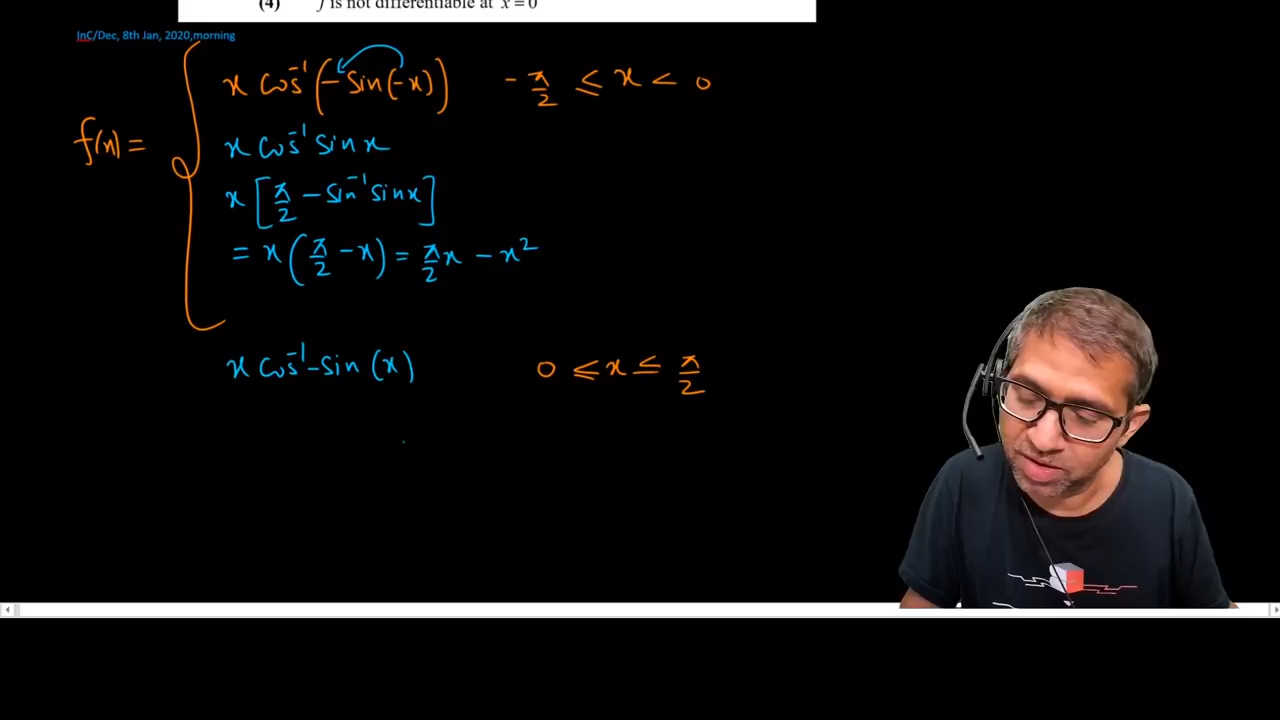 (4) f is not differentiable at x = 0
InC/Dec, 8th Jan, 2020,morning
x Cos⁻¹(-Sin(-x)) -π/2 ≤ x < 0
f(x) =
x Cos⁻¹ Sin x
x [π/2 - Sin⁻¹ Sin x]
= x (π/2 - x) = π/2 x - x²
x Cos⁻¹ -Sin (x) 0 ≤ x ≤ π/2